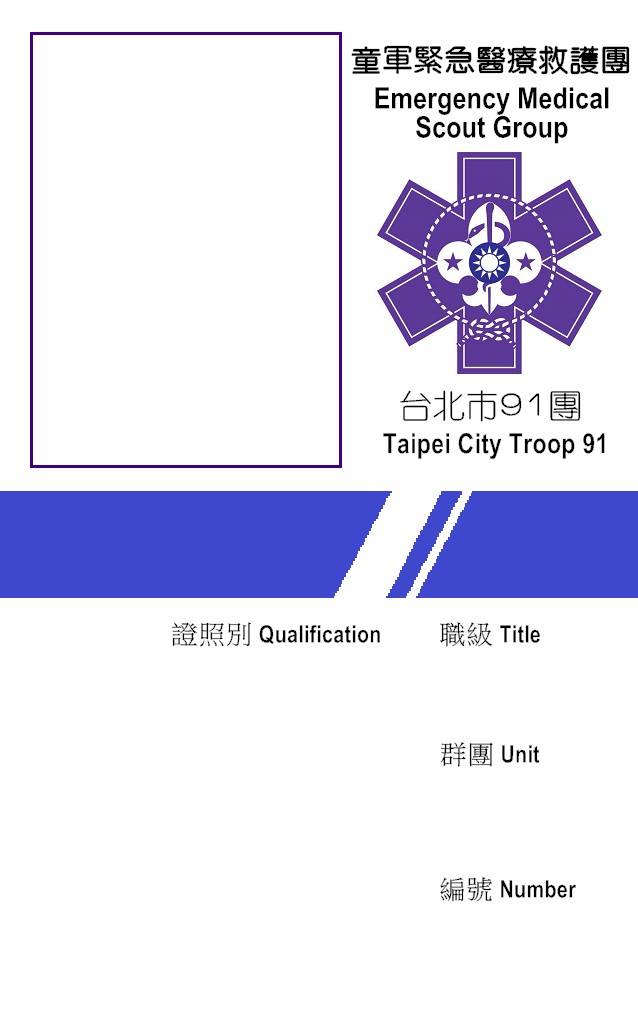 童軍緊急醫療救護團
Emergency Medical
Scout Group
台北市91團
Taipei City Troop 91
證照別 Qualification
職級 Title
群團 Unit
編號 Number